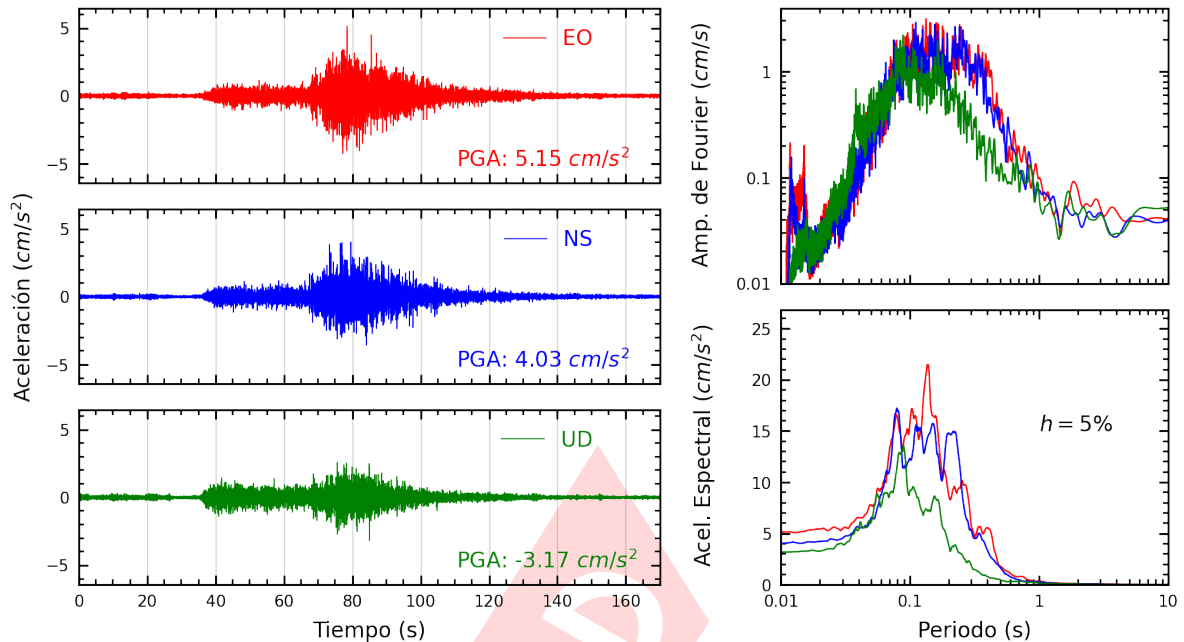 Aceleración (cm/s²)
5
0
−5
EO
PGA: 5.15 cm/s²
5
0
−5
NS
PGA: 4.03 cm/s²
5
0
−5
UD
PGA: -3.17 cm/s²
0 20 40 60 80 100 120 140 160
Tiempo (s)
Amp. de Fourier (cm/s)
1
0.1
0.01
Acel. Espectral (cm/s²)
25
20
15
10
5
0
h = 5%
0.01 0.1 1 10
Periodo (s)